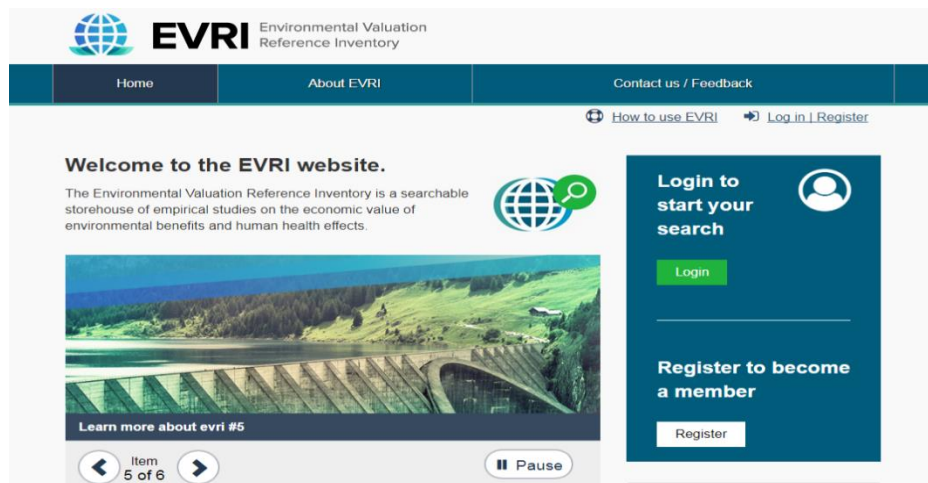 EVRI
Environmental Valuation
Reference Inventory
Home
About EVRI
Contact us / Feedback
How to use EVRI
Log in | Register
Welcome to the EVRI website.
The Environmental Valuation Reference Inventory is a searchable
storehouse of empirical studies on the economic value of
environmental benefits and human health effects.
Learn more about evri #5
Item
5 of 6
Pause
Login to
start your
search
Login
Register to become
a member
Register